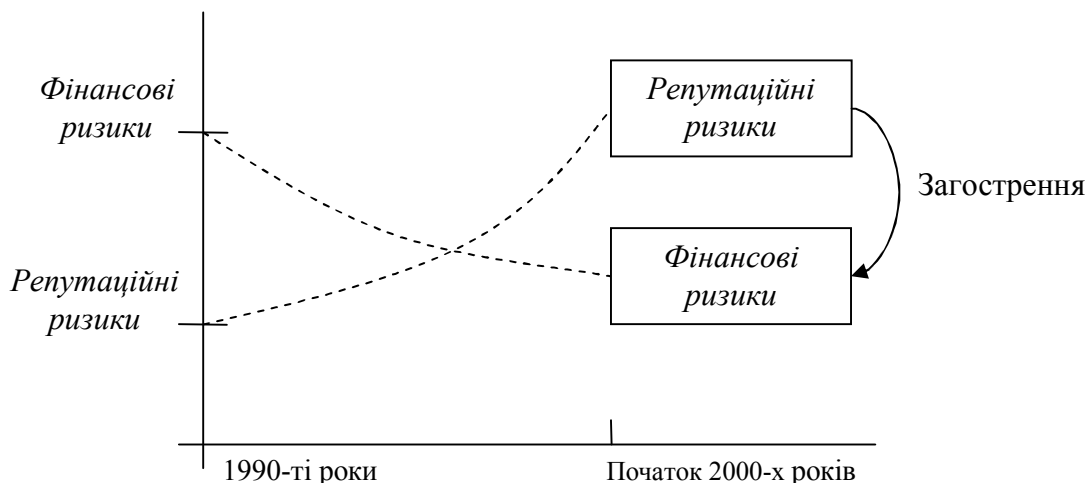 Фінансові
ризики
Репутаційні
ризики
Репутаційні
ризики
Загострення
Фінансові
ризики
1990-ті роки
Початок 2000-х років